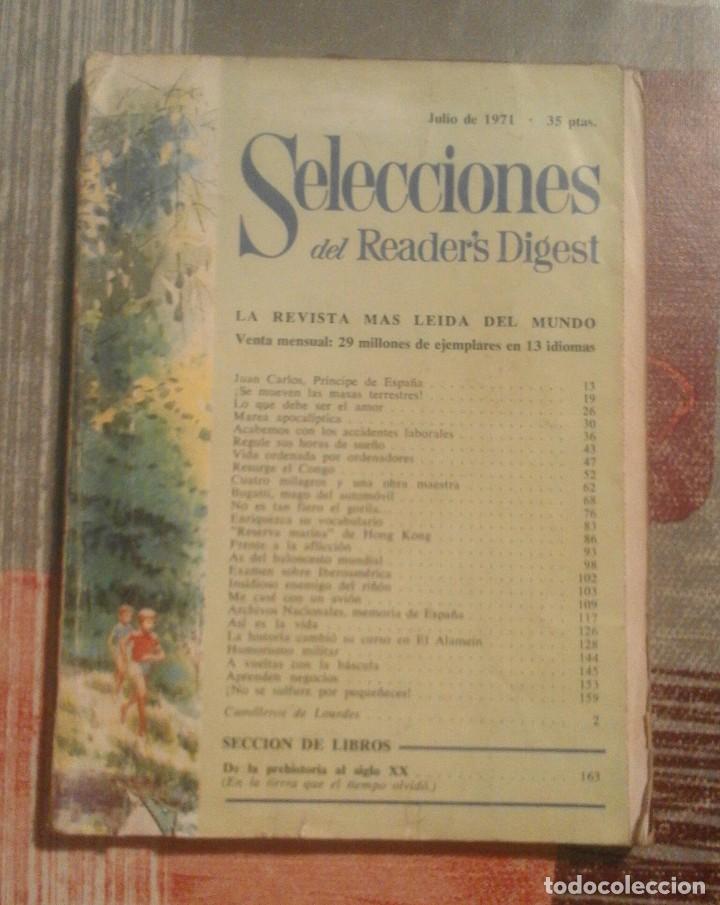 Julio de 1971 · 35 ptas.
Selecciones
del Reader's Digest
LA REVISTA MAS LEIDA DEL MUNDO
Venta mensual: 29 millones de ejemplares en 13 idiomas
Juan Carlos, Príncipe de España 13
¡Se mueven las masas terrestres! 19
Lo que debe ser el amor 26
Marea apocalíptica 30
Acabemos con los accidentes laborales 36
Regule sus horas de sueño 43
Vida ordenada por ordenadores 47
Resurge el Congo 52
Cuatro milagros y una obra maestra 62
Bugatti, mago del automóvil 68
No es tan fiero el gorila... 76
Enriquezca su vocabulario 83
"Reserva marina" de Hong Kong 86
Frente a la aflicción 93
As del baloncesto mundial 98
Examen sobre Iberoamérica 102
Insidioso enemigo del riñón 103
Me casé con un avión 109
Archivos Nacionales, memoria de España 117
Así es la vida 126
La historia cambió su curso en El Alamein 128
Humorismo militar 144
A vueltas con la báscula 145
Aprenden negocios 153
¡No se sulfure por pequeñeces! 159
Camilleros de Lourdes 2
SECCION DE LIBROS
De la prehistoria al siglo XX 163
(En la tierra que el tiempo olvidó.)
todocoleccion